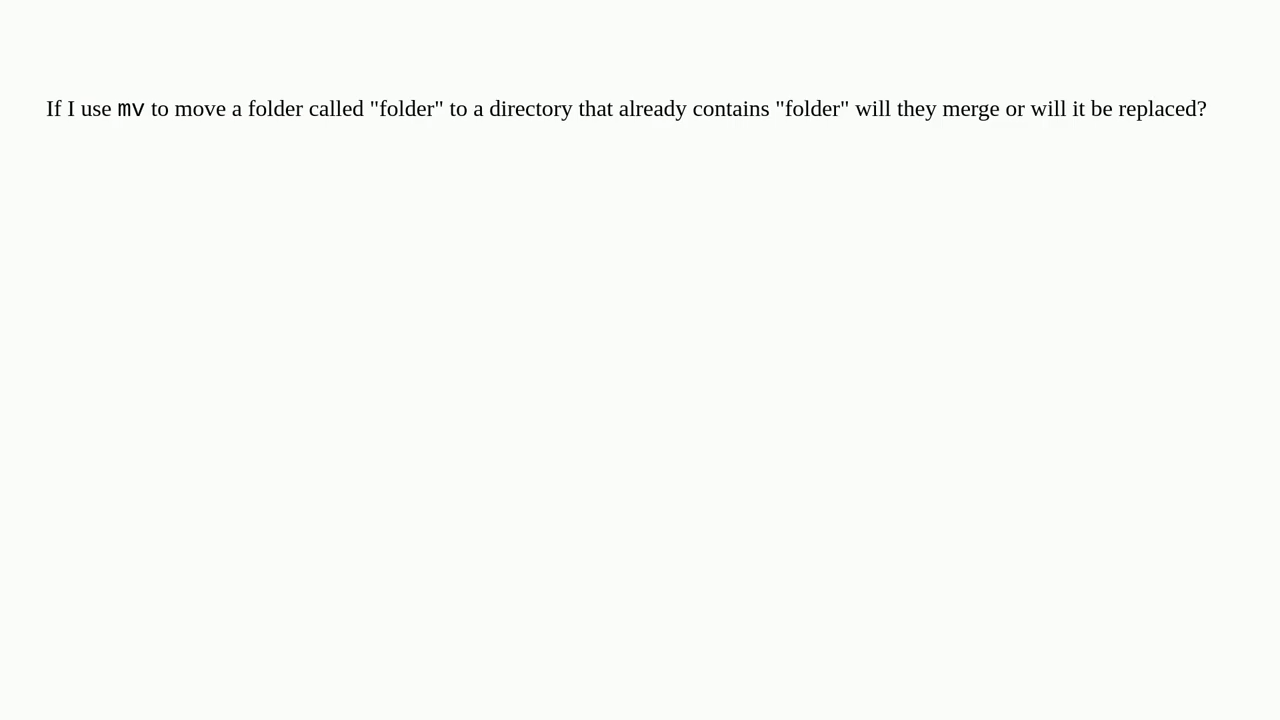 If I use mv to move a folder called "folder" to a directory that already contains "folder" will they merge or will it be replaced?